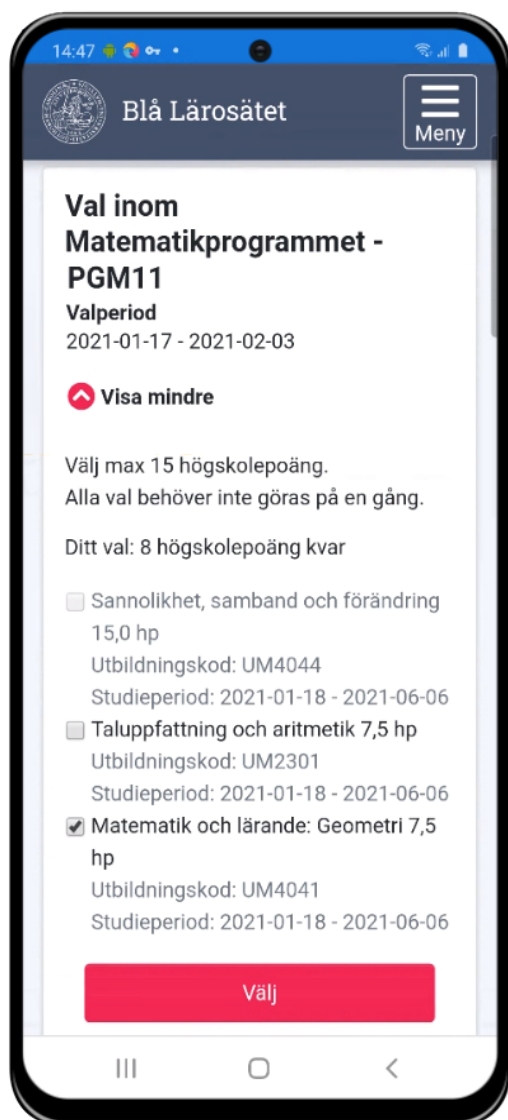 14:47
Blå Lärosätet
Meny
Val inom
Matematikprogrammet -
PGM11
Valperiod
2021-01-17 - 2021-02-03
Visa mindre
Välj max 15 högskolepoäng.
Alla val behöver inte göras på en gång.
Ditt val: 8 högskolepoäng kvar
Sannolikhet, samband och förändring
15,0 hp
Utbildningskod: UM4044
Studieperiod: 2021-01-18 - 2021-06-06
Taluppfattning och aritmetik 7,5 hp
Utbildningskod: UM2301
Studieperiod: 2021-01-18 - 2021-06-06
Matematik och lärande: Geometri 7,5
hp
Utbildningskod: UM4041
Studieperiod: 2021-01-18 - 2021-06-06
Välj